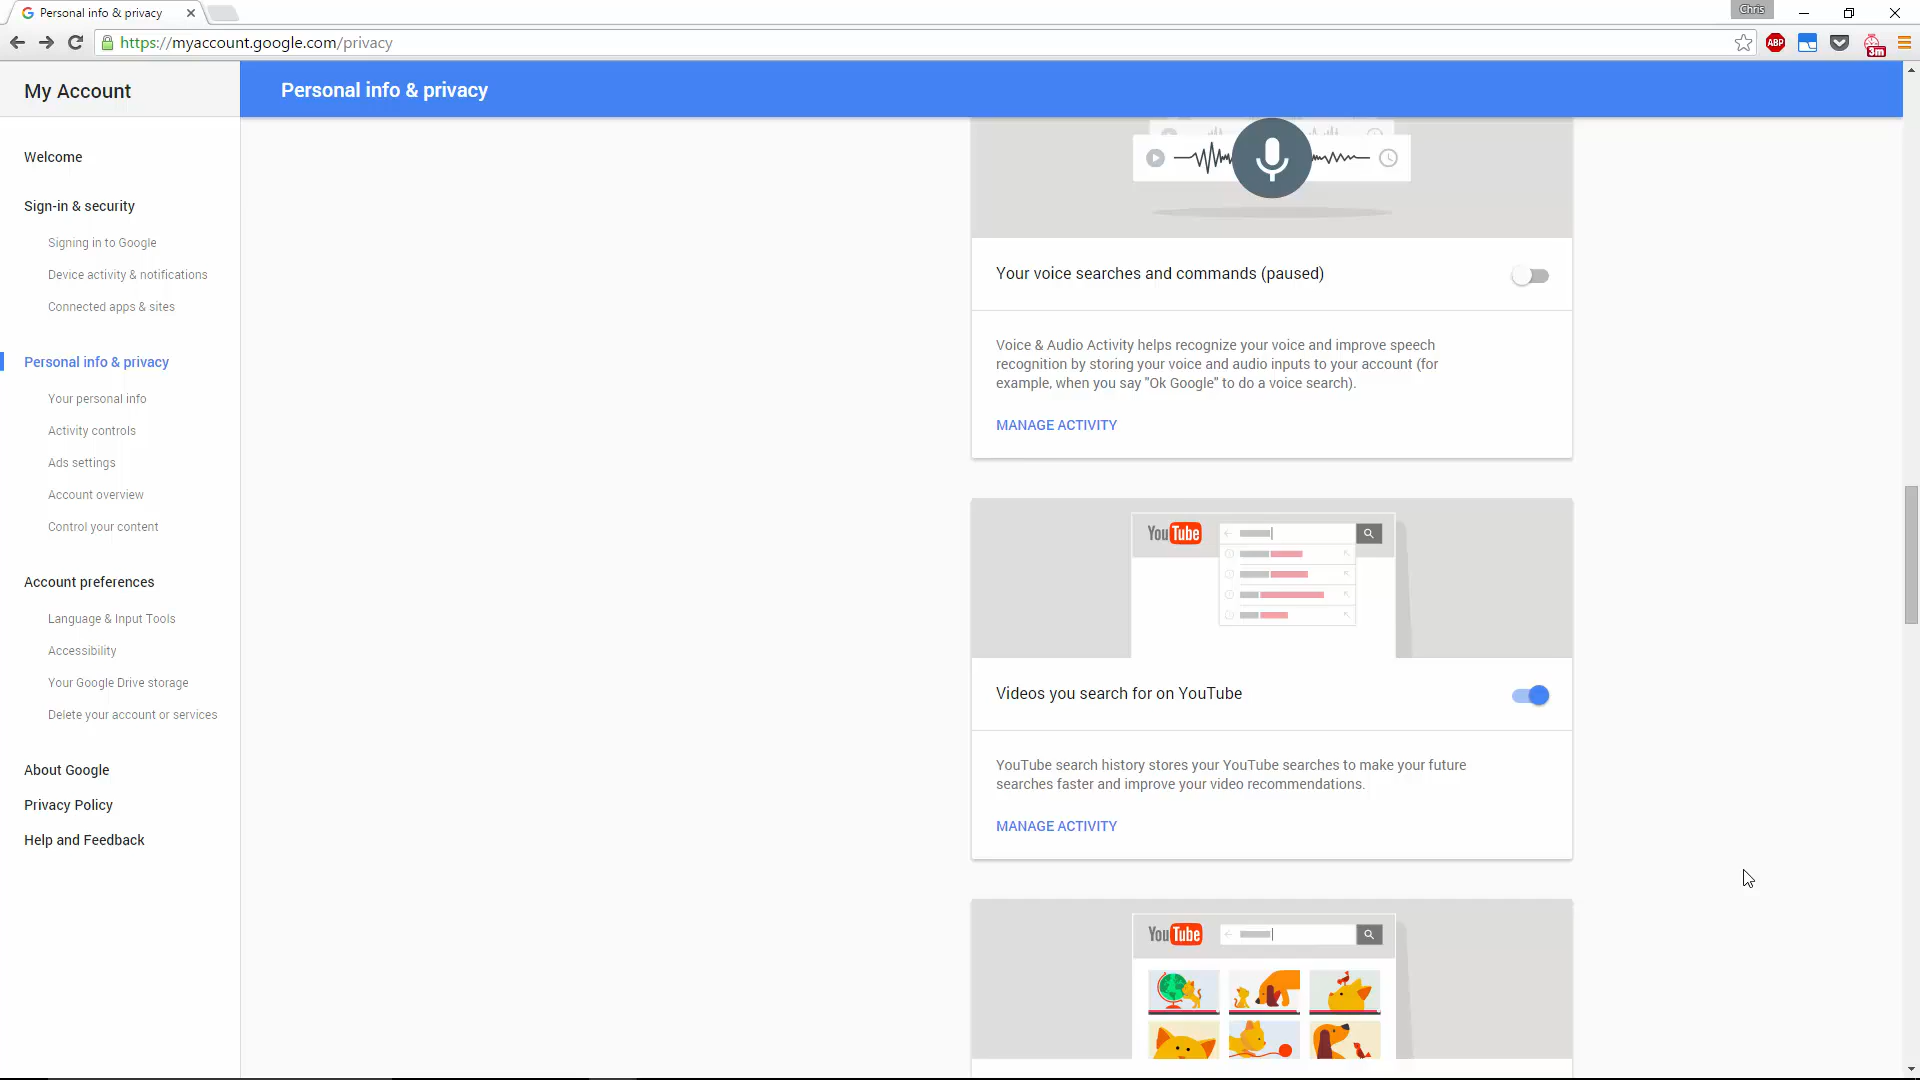 Personal info & privacy
Chris
https://myaccount.google.com/privacy
ABP
3m
My Account
Personal info & privacy
Welcome
Sign-in & security
Signing in to Google
Device activity & notifications
Connected apps & sites
Personal info & privacy
Your personal info
Activity controls
Ads settings
Account overview
Control your content
Account preferences
Language & Input Tools
Accessibility
Your Google Drive storage
Delete your account or services
About Google
Privacy Policy
Help and Feedback
Your voice searches and commands (paused)
Voice & Audio Activity helps recognize your voice and improve speech
recognition by storing your voice and audio inputs to your account (for
example, when you say "Ok Google" to do a voice search).
MANAGE ACTIVITY
YouTube
Videos you search for on YouTube
YouTube search history stores your YouTube searches to make your future
searches faster and improve your video recommendations.
MANAGE ACTIVITY
YouTube